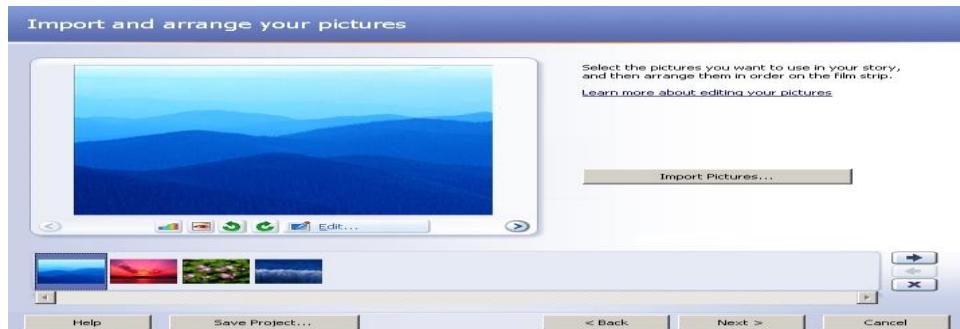 Import and arrange your pictures
Select the pictures you want to use in your story,
and then arrange them in order on the film strip.
Learn more about editing your pictures
Import Pictures...
Edit...
Help
Save Project...
< Back
Next >
Cancel